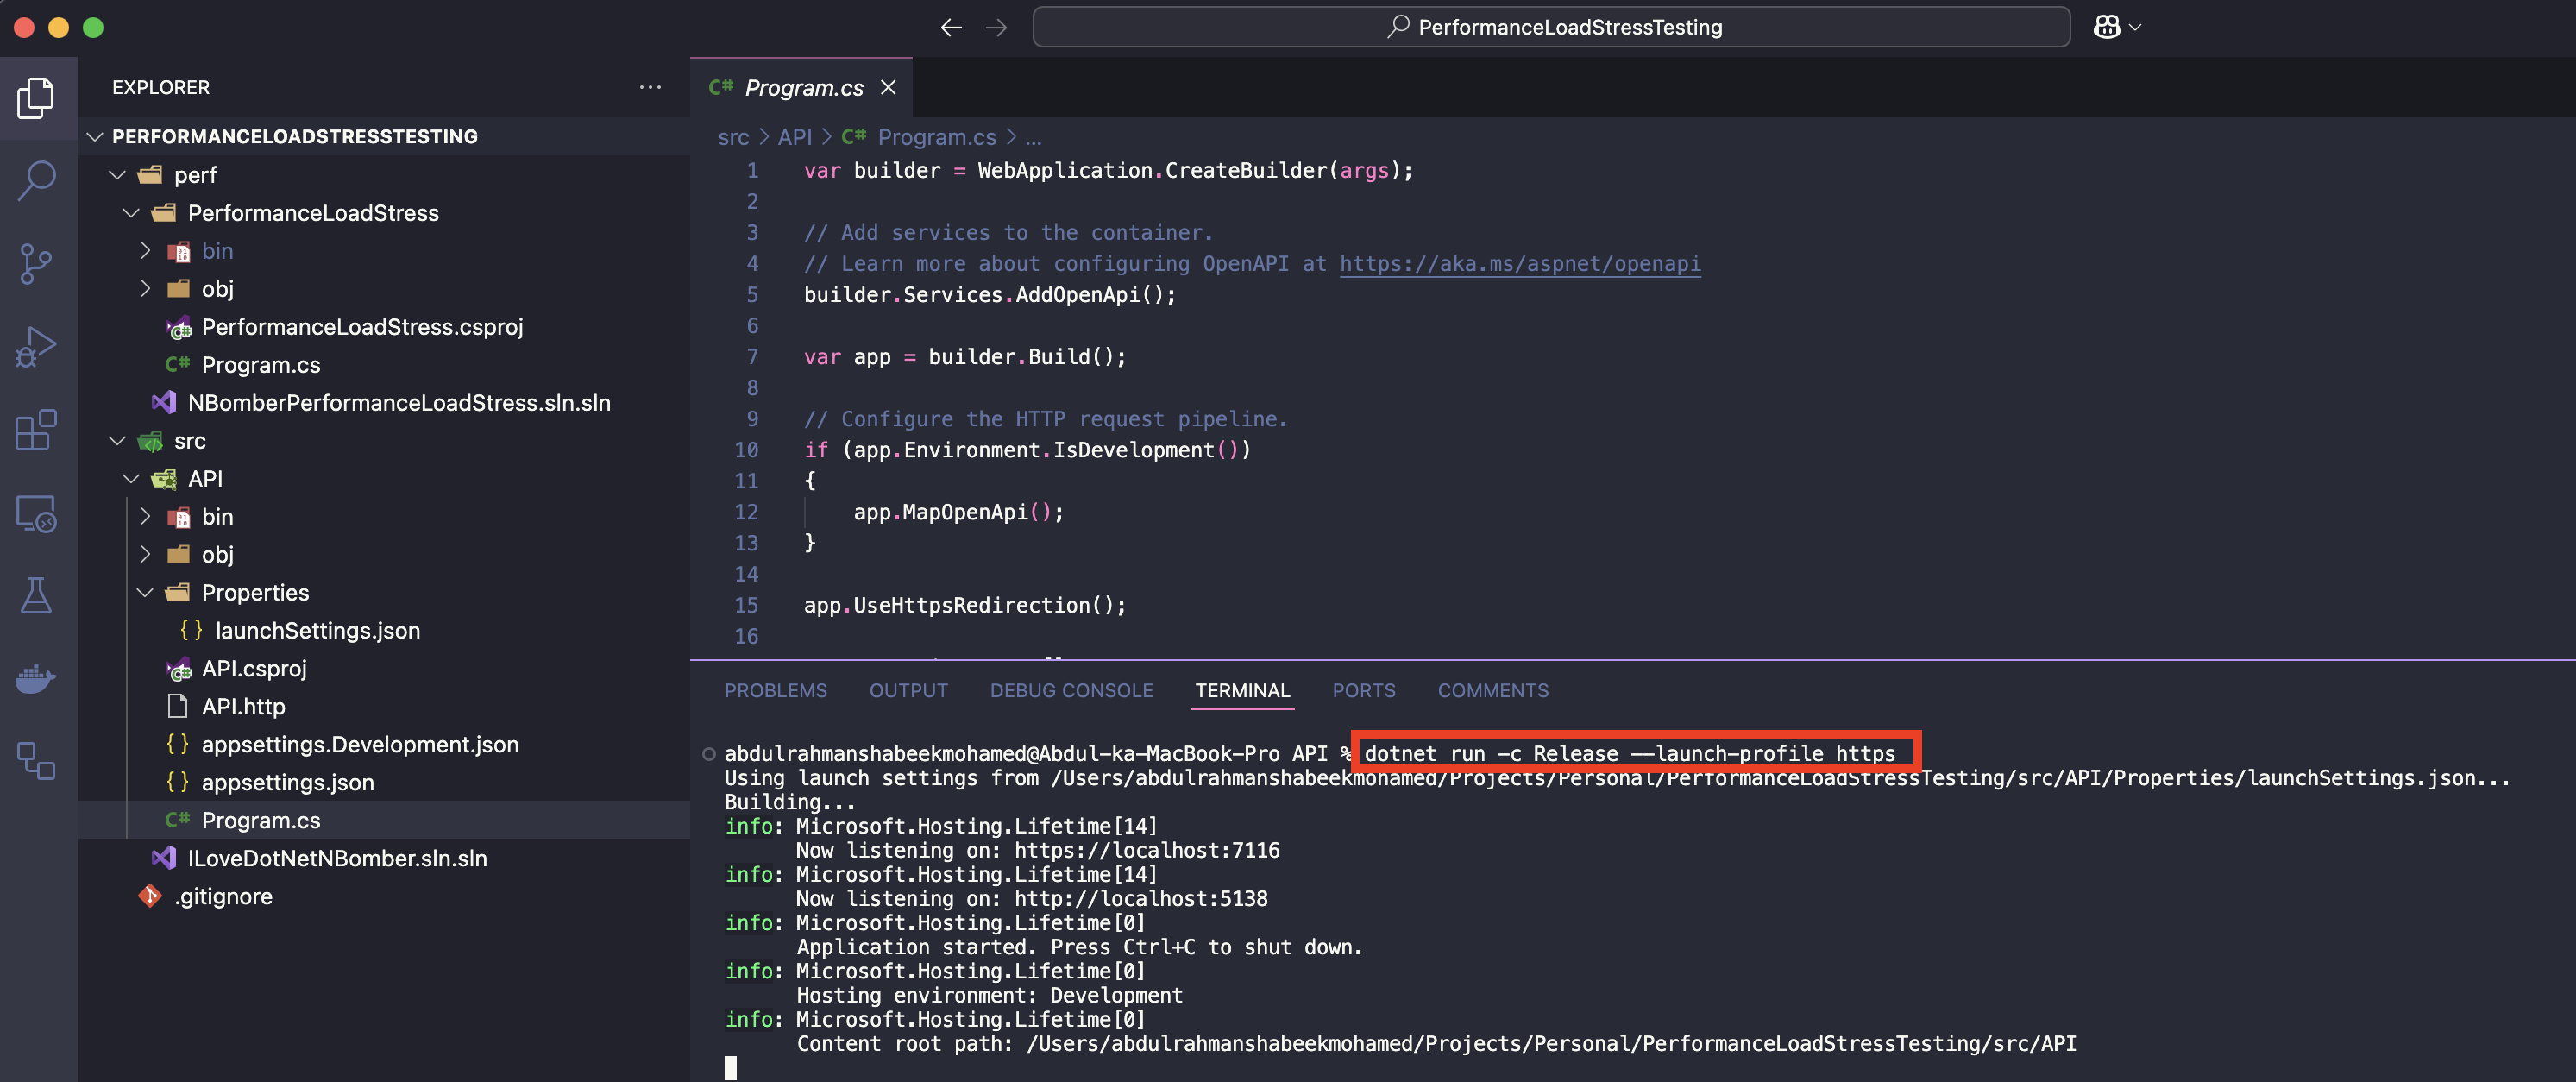 PerformanceLoadStressTesting
EXPLORER
PERFORMANCELOADSTRESSTESTING
perf
PerformanceLoadStress
bin
obj
PerformanceLoadStress.csproj
C# Program.cs
NBomberPerformanceLoadStress.sln.sln
src
API
bin
obj
Properties
{} launchSettings.json
API.csproj
API.http
{} appsettings.Development.json
{} appsettings.json
C# Program.cs
ILoveDotNetNBomber.sln.sln
.gitignore
C# Program.cs
src > API > C# Program.cs > ...
1 var builder = WebApplication.CreateBuilder(args);
2
3 // Add services to the container.
4 // Learn more about configuring OpenAPI at https://aka.ms/aspnet/openapi
5 builder.Services.AddOpenApi();
6
7 var app = builder.Build();
8
9 // Configure the HTTP request pipeline.
10 if (app.Environment.IsDevelopment())
11 {
12 app.MapOpenApi();
13 }
14
15 app.UseHttpsRedirection();
16
PROBLEMS OUTPUT DEBUG CONSOLE TERMINAL PORTS COMMENTS
abdulrahmanshabeekmohamed@Abdul-ka-MacBook-Pro API % dotnet run -c Release --launch-profile https
Using launch settings from /Users/abdulrahmanshabeekmohamed/Projects/Personal/PerformanceLoadStressTesting/src/API/Properties/launchSettings.json...
Building...
info: Microsoft.Hosting.Lifetime[14]
Now listening on: https://localhost:7116
info: Microsoft.Hosting.Lifetime[14]
Now listening on: http://localhost:5138
info: Microsoft.Hosting.Lifetime[0]
Application started. Press Ctrl+C to shut down.
info: Microsoft.Hosting.Lifetime[0]
Hosting environment: Development
info: Microsoft.Hosting.Lifetime[0]
Content root path: /Users/abdulrahmanshabeekmohamed/Projects/Personal/PerformanceLoadStressTesting/src/API